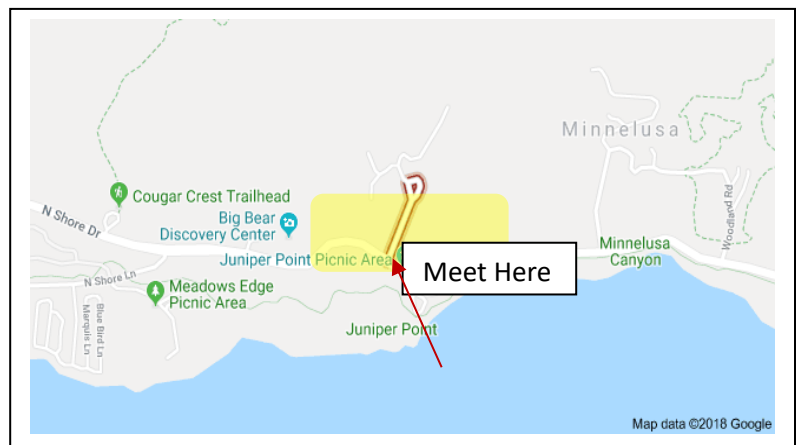 Minnelusa
Cougar Crest Trailhead
N Shore Dr
Big Bear
Discovery Center
Woodland Rd
Juniper Point Picnic Area
Meet Here
Minnelusa
Canyon
N Shore Ln
Meadows Edge
Picnic Area
Blue Bird Ln
Marquis Ln
Juniper Point
Map data ©2018 Google